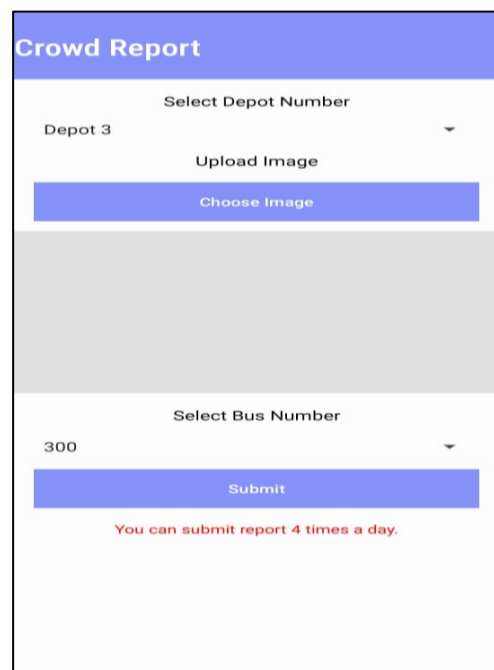 Crowd Report
Select Depot Number
Depot 3
Upload Image
Choose Image
Select Bus Number
300
Submit
You can submit report 4 times a day.